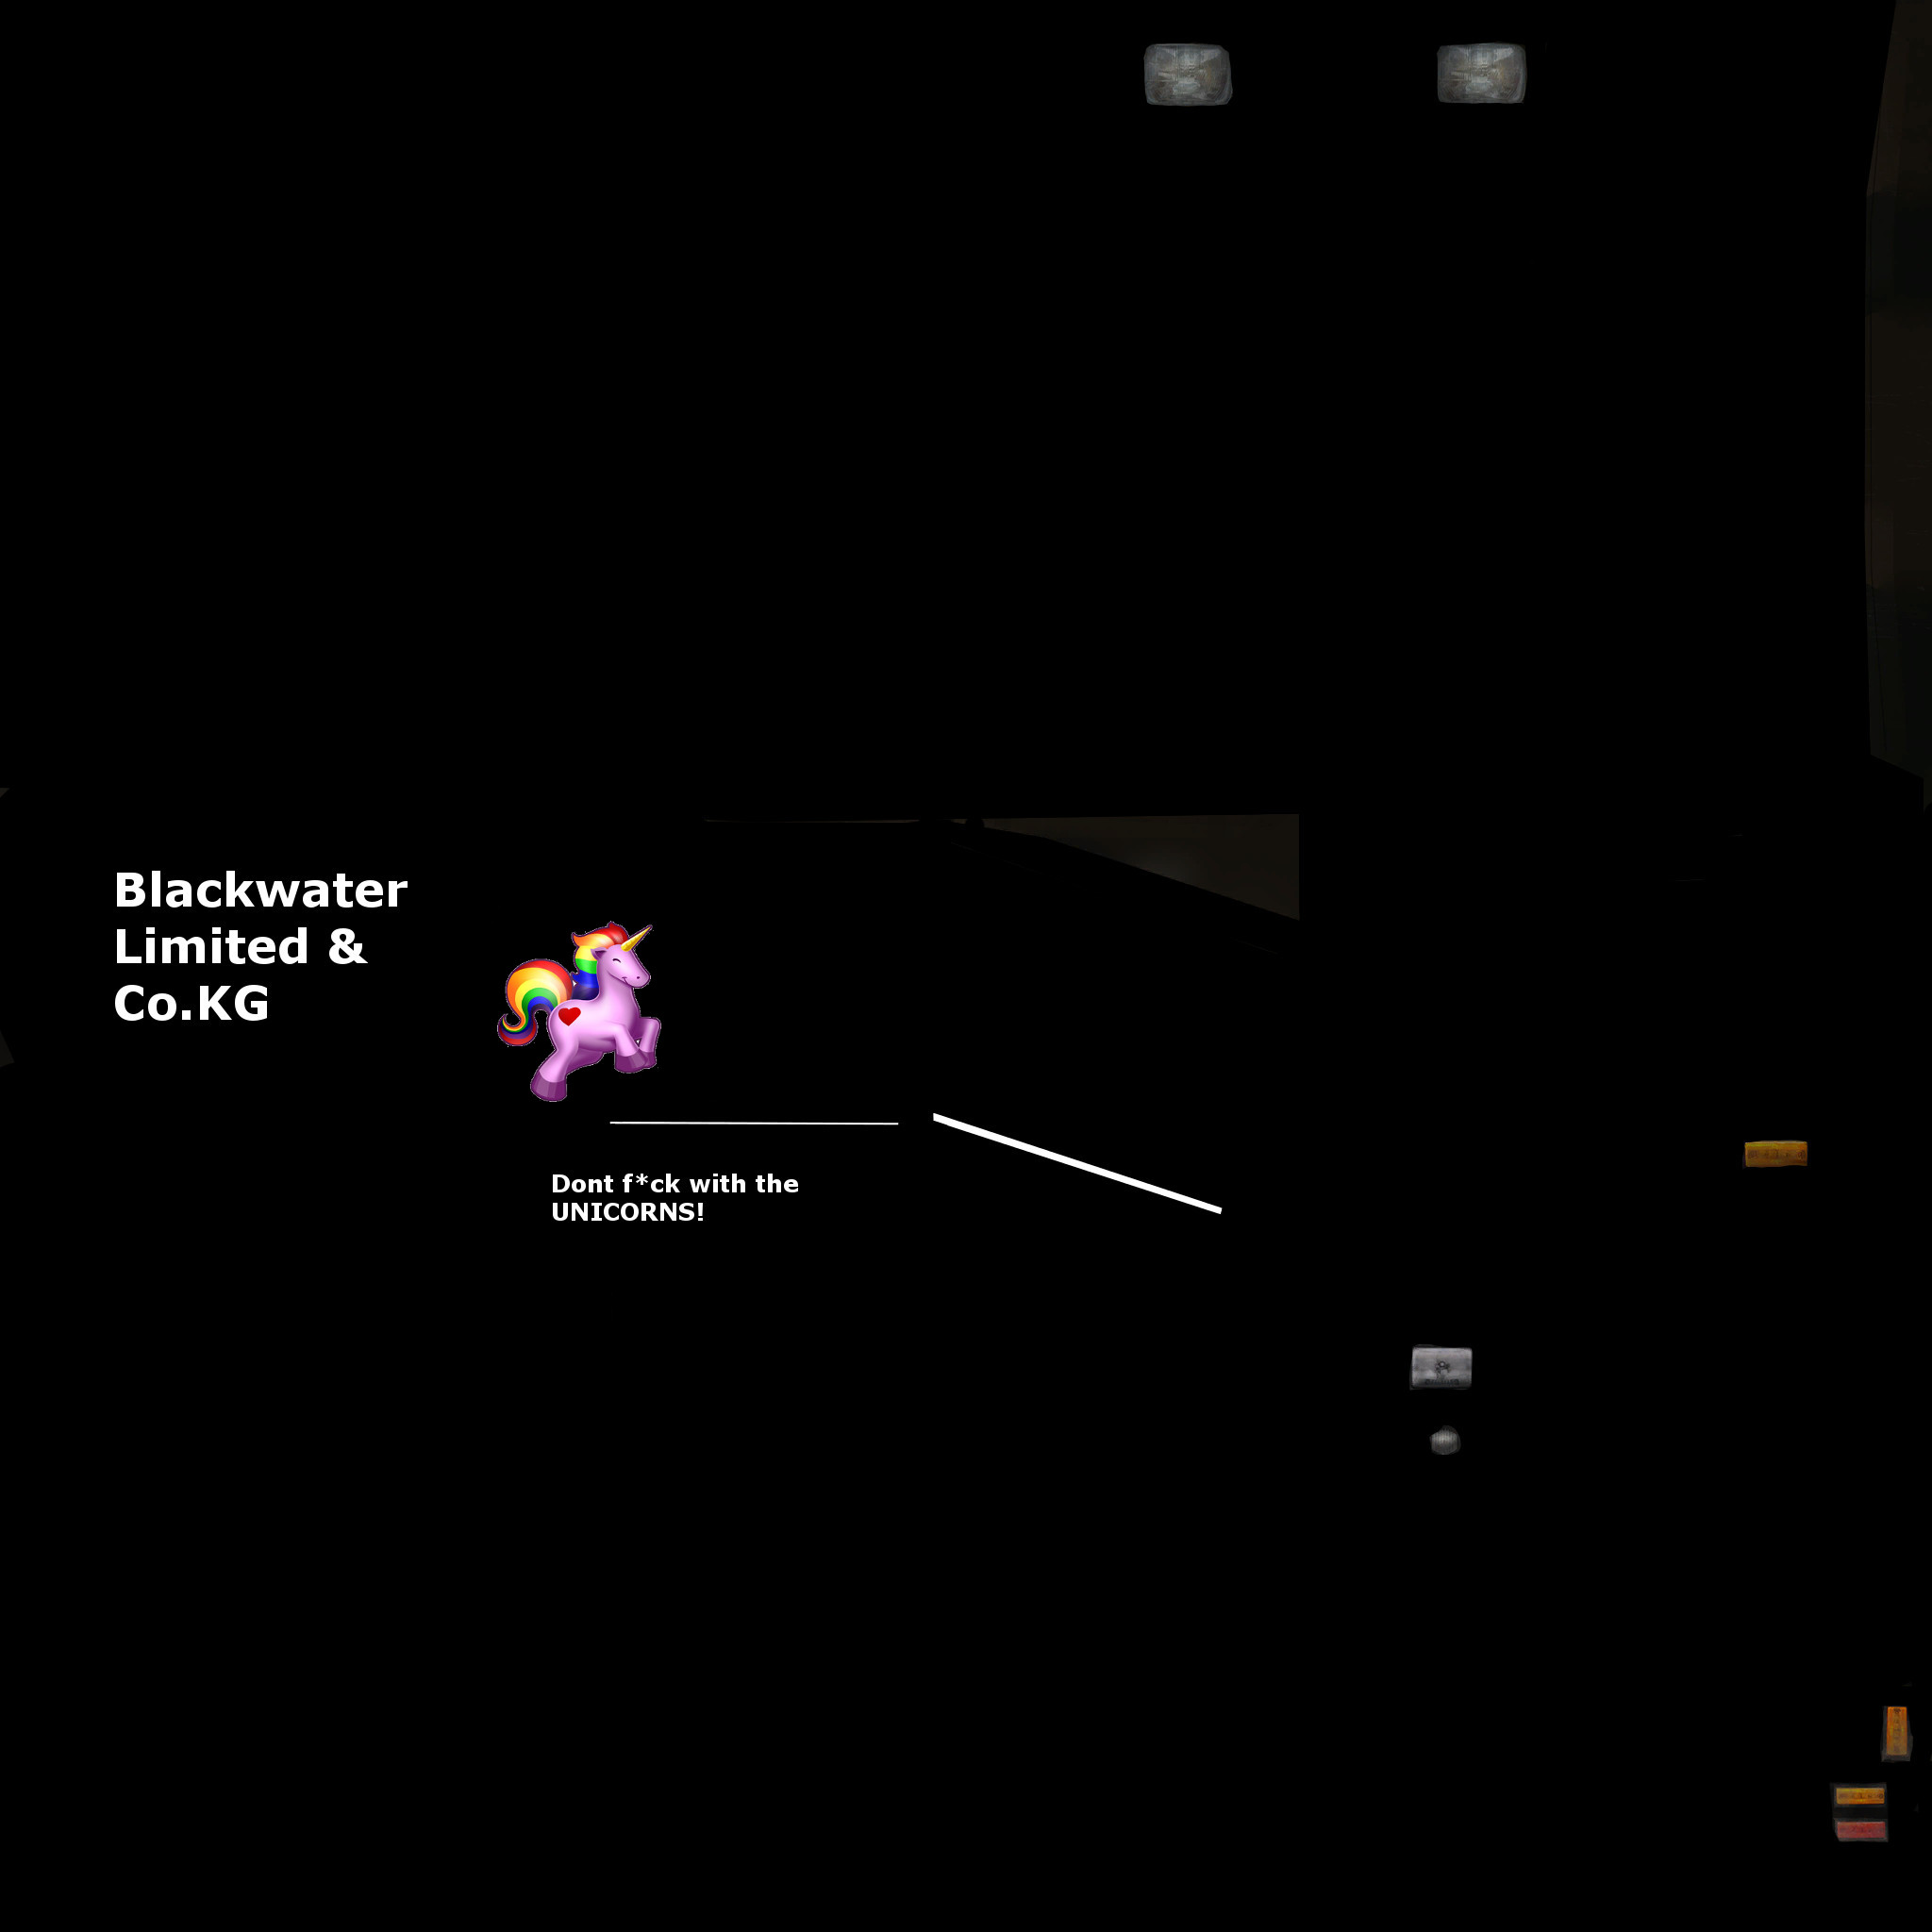 Blackwater
Limited &
Co.KG
Dont f*ck with the
UNICORNS!